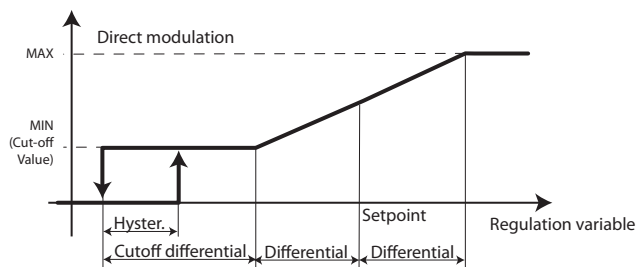 Direct modulation
MAX
MIN
(Cut-off
Value)
Setpoint
Hyster.
Regulation variable
Cutoff differential
Differential
Differential